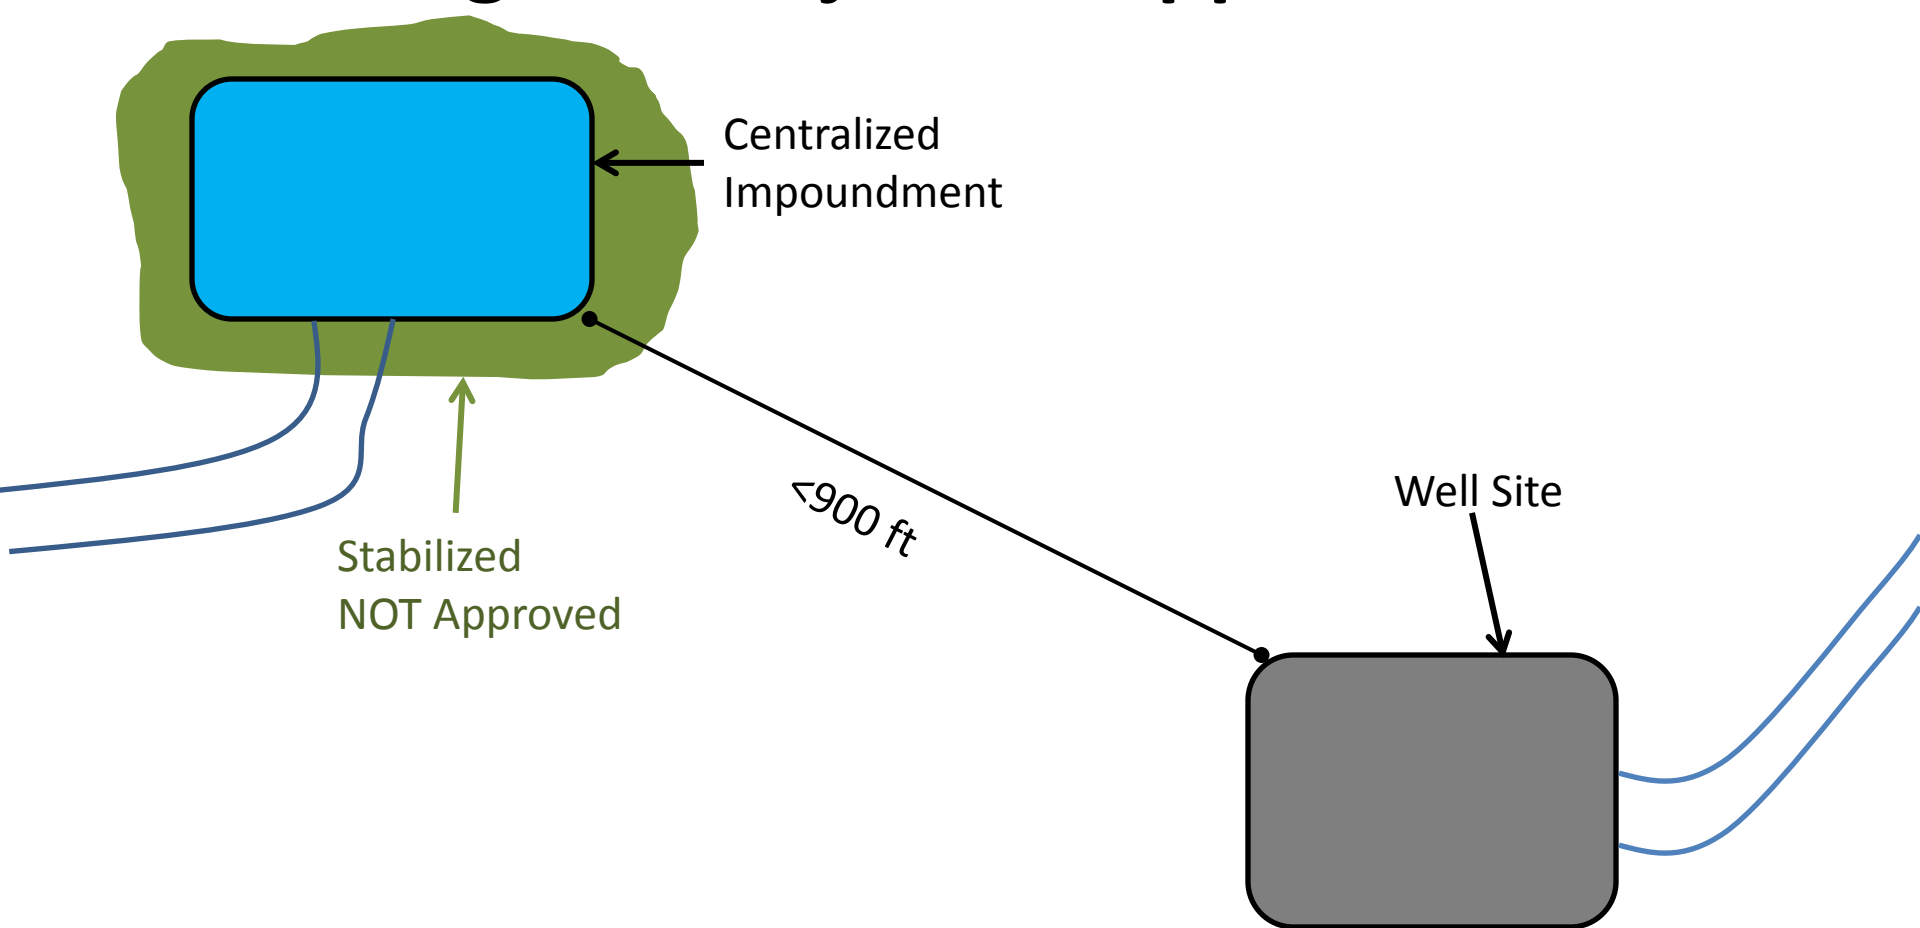 Centralized
Impoundment
<900 ft
Well Site
Stabilized
NOT Approved